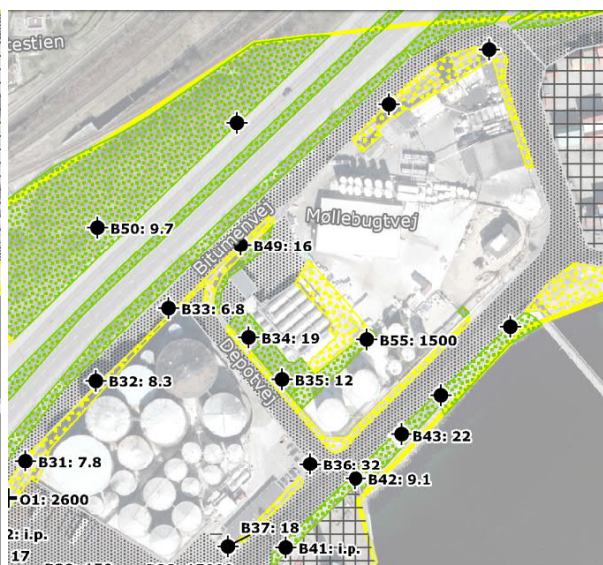 testien
B50: 9.7
Bitumenvej
Møllebugtvej
B49: 16
B33: 6.8
B34: 19
B55: 1500
Depotvej
B32: 8.3
B35: 12
B43: 22
B31: 7.8
B36: 32
B42: 9.1
O1: 2600
B37: 18
2: i.p.
B41: i.p.
17